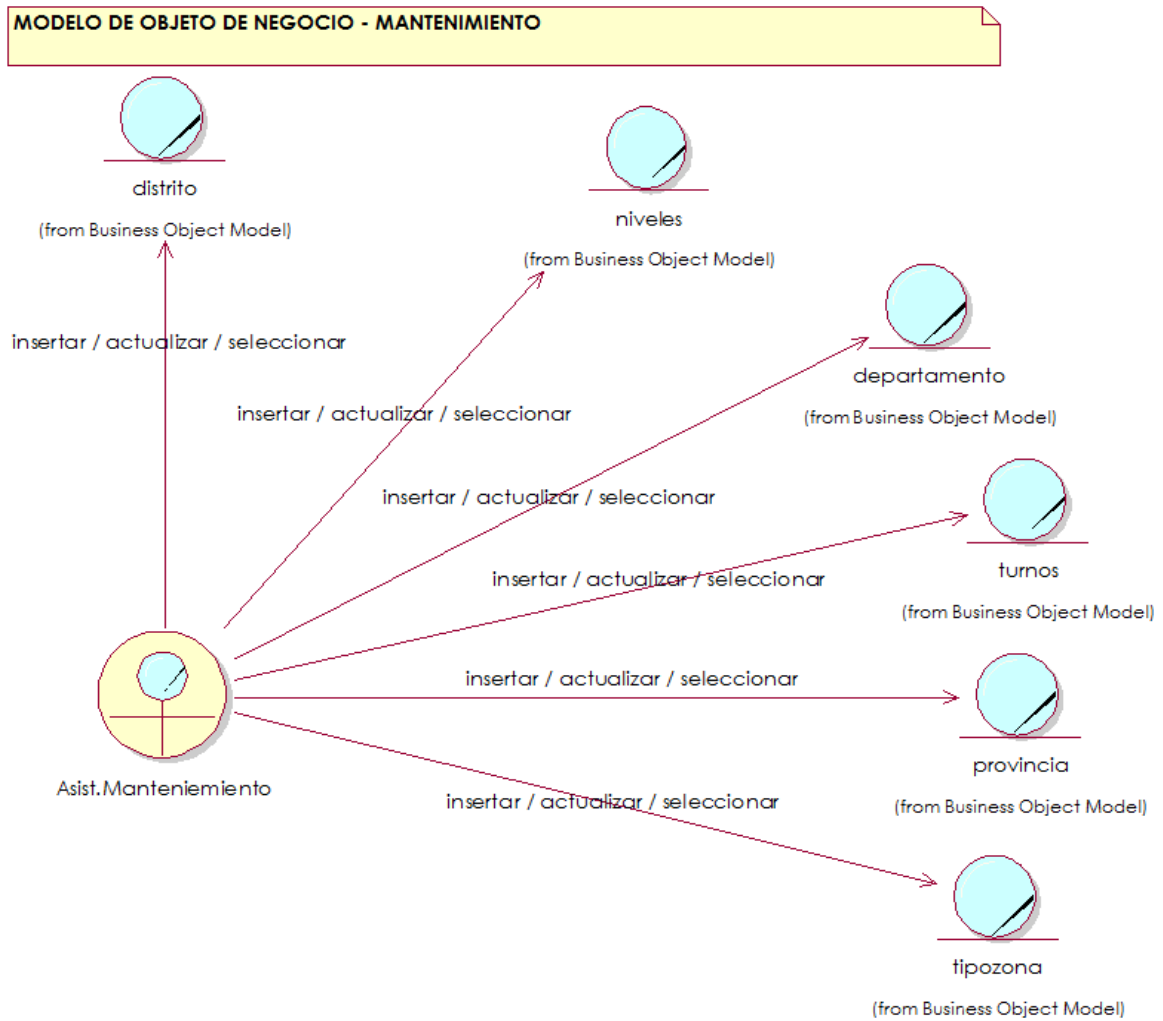 MODELO DE OBJETO DE NEGOCIO - MANTENIMIENTO
distrito
(from Business Object Model)
niveles
(from Business Object Model)
insertar / actualizar / seleccionar
departamento
(from Business Object Model)
insertar / actualizar / seleccionar
insertar / actualizar / seleccionar
turnos
(from Business Object Model)
insertar / actualizar / seleccionar
insertar / actualizar / seleccionar
provincia
(from Business Object Model)
Asist.Manteniemiento
insertar / actualizar / seleccionar
tipozona
(from Business Object Model)